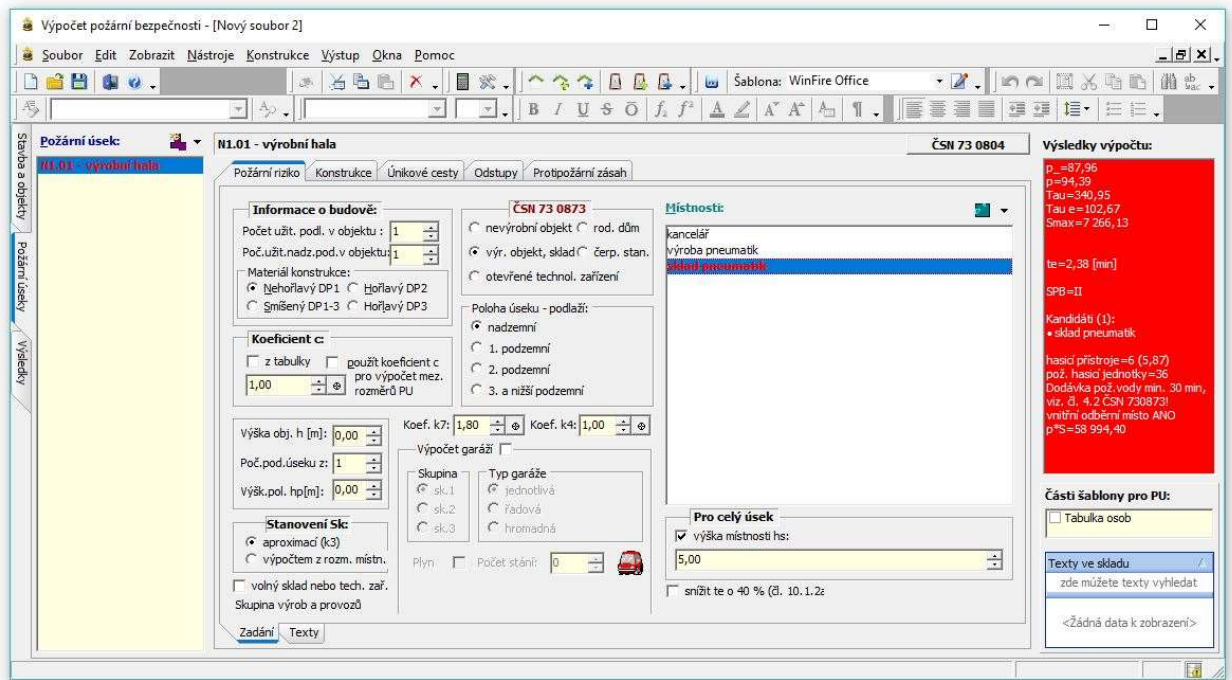 Výpočet požární bezpečnosti - [Nový soubor 2]
Soubor Edit Zobrazit Nástroje Konstrukce Výstup Okna Pomoc
Šablona: WinFire Office
Stavba a objekty
Požární úseky
Výsledky
Požární úsek:
N1.01 - výrobní hala
N1.01 - výrobní hala
ČSN 73 0804
Požární riziko Konstrukce Únikové cesty Odstupy Protipožární zásah
Informace o budově:
Počet užit. podl. v objektu : 1
Poč.užit.nadz.pod.v objektu: 1
Materiál konstrukce:
Nehořlavý DP1 Hořlavý DP2
Smíšený DP1-3 Hořlavý DP3
Koeficient c:
z tabulky použít koeficient c
pro výpočet mez.
rozměrů PU
1,00
Výška obj. h [m]: 0,00
Poč.pod.úseku z: 1
Výšk.pol. hp[m]: 0,00
Stanovení Sk:
aproximací (k3)
výpočtem z rozm. místn.
volný sklad nebo tech. zař.
Skupina výrob a provozů
Zadání Texty
ČSN 73 0873
nevýrobní objekt rod. dům
výr. objekt, sklad čerp. stan.
otevřené technol. zařízení
Poloha úseku - podlaží:
nadzemní
1. podzemní
2. podzemní
3. a nižší podzemní
Koef. k7: 1,80 Koef. k4: 1,00
Výpočet garáží
Skupina
sk.1
sk.2
sk.3
Typ garáže
jednotlivá
řadová
hromadná
Plyn Počet stání: 0
Místnosti:
kancelář
výroba pneumatik
sklad pneumatik
Pro celý úsek
výška místnosti hs:
5,00
snížit te o 40 % (čl. 10.1.2a
Výsledky výpočtu:
p_=87,96
p=94,39
Tau=340,95
Tau e=102,67
Smax=7 266,13
te=2,38 [min]
SPB=II
Kandidáti (1):
• sklad pneumatik
hasicí přístroje=6 (5,87)
pož. hasicí jednotky=36
Dodávka pož.vody min. 30 min,
viz. čl. 4.2 ČSN 730873!
vnitřní odběrní místo ANO
p*S=58 994,40
Části šablony pro PU:
Tabulka osob
Texty ve skladu
zde můžete texty vyhledat
<Žádná data k zobrazení>